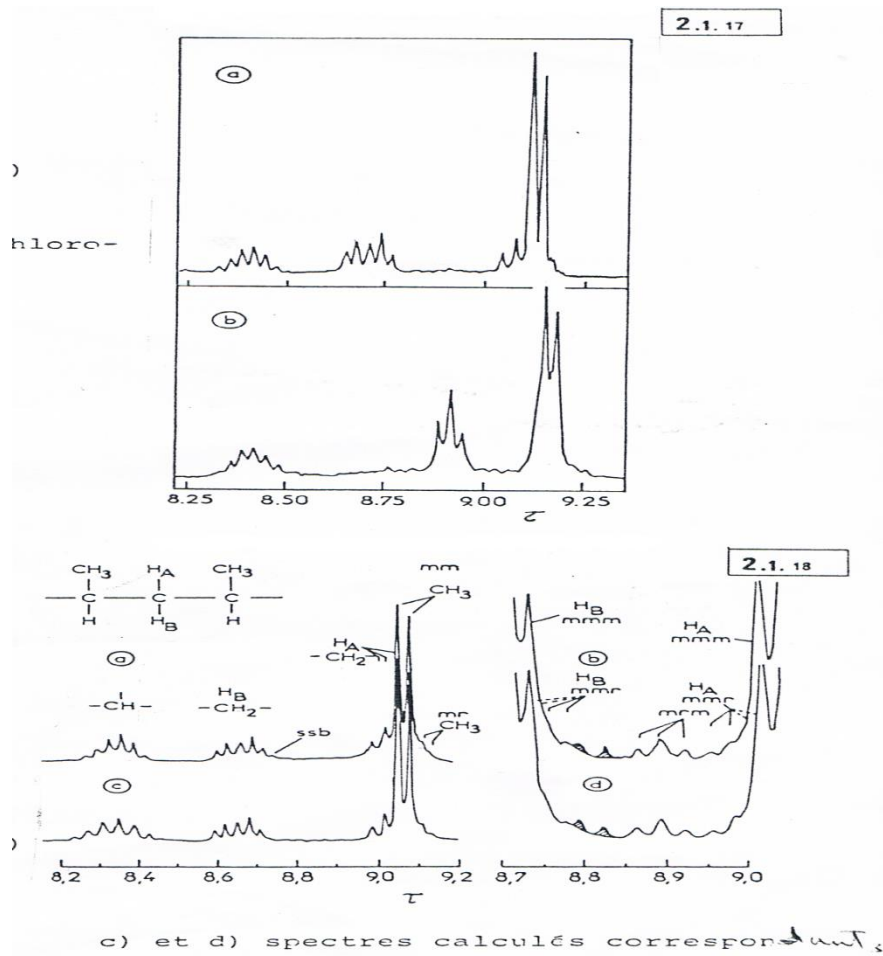 2.1.17
a
)
hloro-
b
8.25 8.50 8.75 9.00 9.25
τ
2.1.18
CH3 HA CH3
— C — C — C —
H HB H
mm
CH3
HA
-CH2-
mr
CH3
a
-CH-
HB
-CH2-
ssb
c
8,2 8,4 8,6 8,8 9,0 9,2
τ
HB
mmm
HA
mmm
b
HB
mmr
HA
mmr
mrm
d
8,7 8,8 8,9 9,0
)
c) et d) spectres calculés correspondants